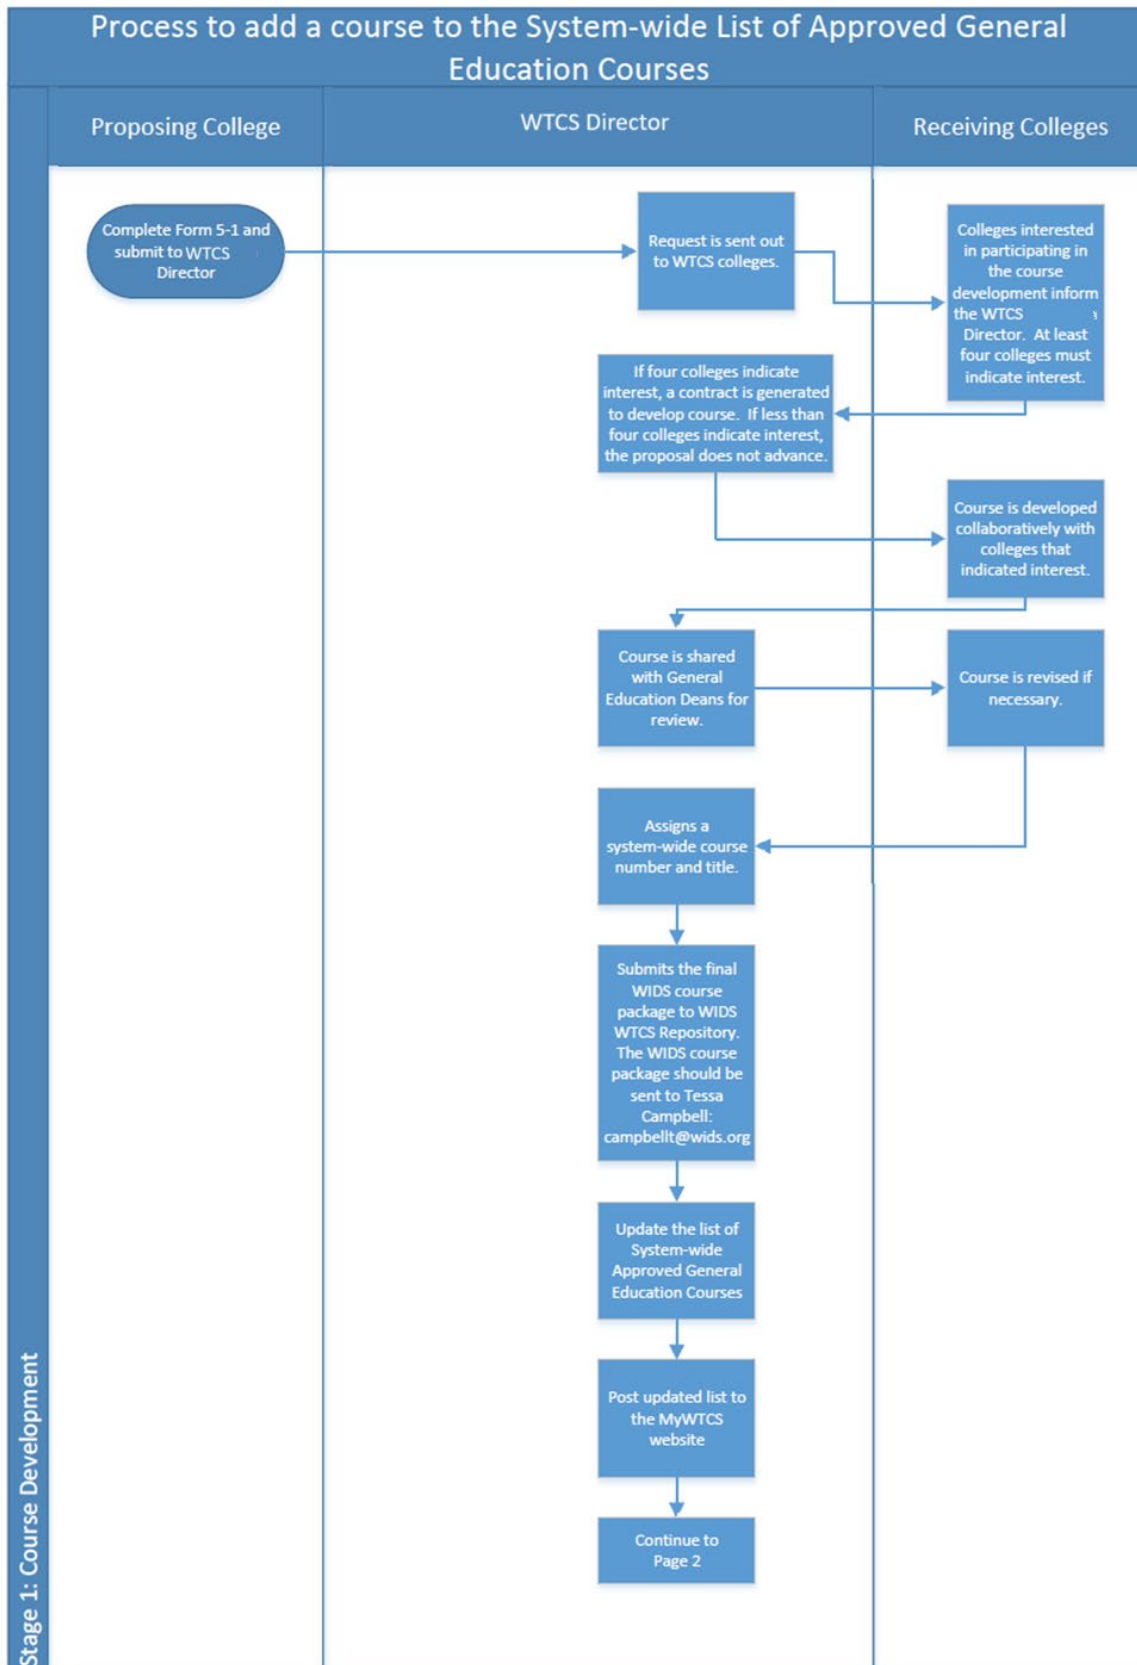 Process to add a course to the System-wide List of Approved General
Education Courses
Proposing College
WTCS Director
Receiving Colleges
Complete Form 5-1 and
submit to WTCS
Director
Request is sent out
to WTCS colleges.
Colleges interested
in participating in
the course
development inform
the WTCS
Director. At least
four colleges must
indicate interest.
If four colleges indicate
interest, a contract is generated
to develop course. If less than
four colleges indicate interest,
the proposal does not advance.
Course is developed
collaboratively with
colleges that
indicated interest.
Course is shared
with General
Education Deans for
review.
Course is revised if
necessary.
Assigns a
system-wide course
number and title.
Submits the final
WIDS course
package to WIDS
WTCS Repository.
The WIDS course
package should be
sent to Tessa
Campbell:
campbellt@wids.org
Update the list of
System-wide
Approved General
Education Courses
Post updated list to
the MyWTCS
website
Continue to
Page 2
Stage 1: Course Development